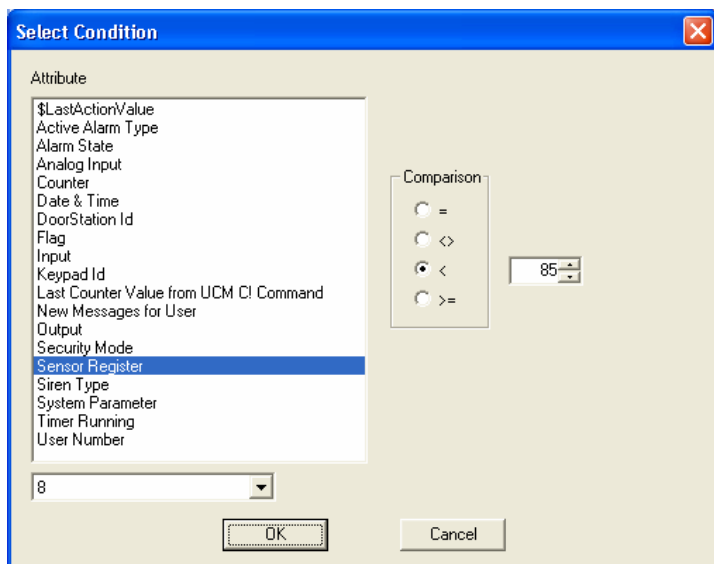 Select Condition
Attribute
$LastActionValue
Active Alarm Type
Alarm State
Analog Input
Counter
Date & Time
DoorStation Id
Flag
Input
Keypad Id
Last Counter Value from UCM C! Command
New Messages for User
Output
Security Mode
Sensor Register
Siren Type
System Parameter
Timer Running
User Number
8
Comparison
=
<>
<
>=
85
OK
Cancel